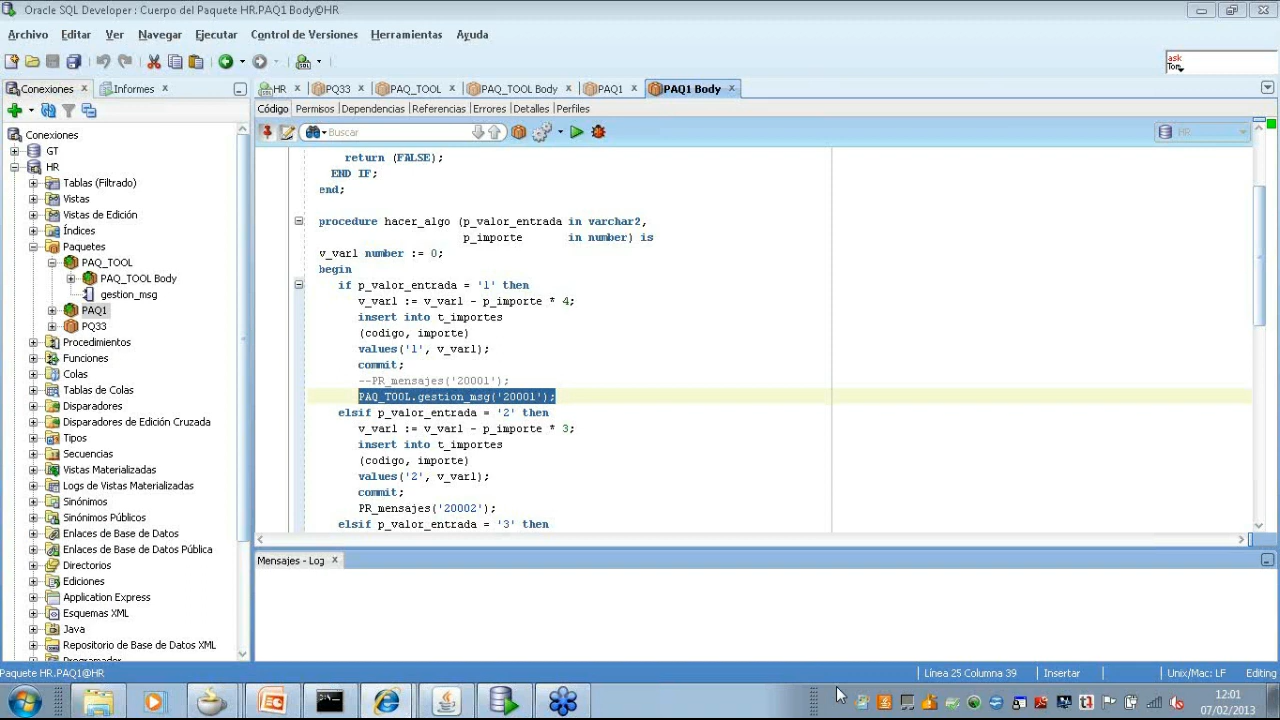 Oracle SQL Developer : Cuerpo del Paquete HR.PAQ1 Body@HR
Archivo Editar Ver Navegar Ejecutar Control de Versiones Herramientas Ayuda
ask
Tom
Conexiones Informes
HR PQ33 PAQ_TOOL PAQ_TOOL Body PAQ1 PAQ1 Body
Código Permisos Dependencias Referencias Errores Detalles Perfiles
Buscar
HR
Conexiones
GT
HR
Tablas (Filtrado)
Vistas
Vistas de Edición
Índices
Paquetes
PAQ_TOOL
PAQ_TOOL Body
gestion_msg
PAQ1
PQ33
Procedimientos
Funciones
Colas
Tablas de Colas
Disparadores
Disparadores de Edición Cruzada
Tipos
Secuencias
Vistas Materializadas
Logs de Vistas Materializadas
Sinónimos
Sinónimos Públicos
Enlaces de Base de Datos
Enlaces de Base de Datos Pública
Directorios
Ediciones
Application Express
Esquemas XML
Java
Repositorio de Base de Datos XML
Programador
return (FALSE);
END IF;
end;
procedure hacer_algo (p_valor_entrada in varchar2,
p_importe in number) is
v_var1 number := 0;
begin
if p_valor_entrada = '1' then
v_var1 := v_var1 - p_importe * 4;
insert into t_importes
(codigo, importe)
values('1', v_var1);
commit;
--PR_mensajes('20001');
PAQ_TOOL.gestion_msg('20001');
elsif p_valor_entrada = '2' then
v_var1 := v_var1 - p_importe * 3;
insert into t_importes
(codigo, importe)
values('2', v_var1);
commit;
PR_mensajes('20002');
elsif p_valor_entrada = '3' then
Mensajes - Log
Paquete HR.PAQ1@HR
Línea 25 Columna 39 Insertar Unix/Mac: LF Editing
12:01
07/02/2013